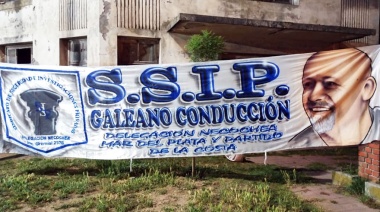 S.S.I.P.
GALEANO CONDUCCIÓN
DELEGACIÓN NECOCHEA
MAR DEL PLATA Y PARTIDO
DE LA COSTA